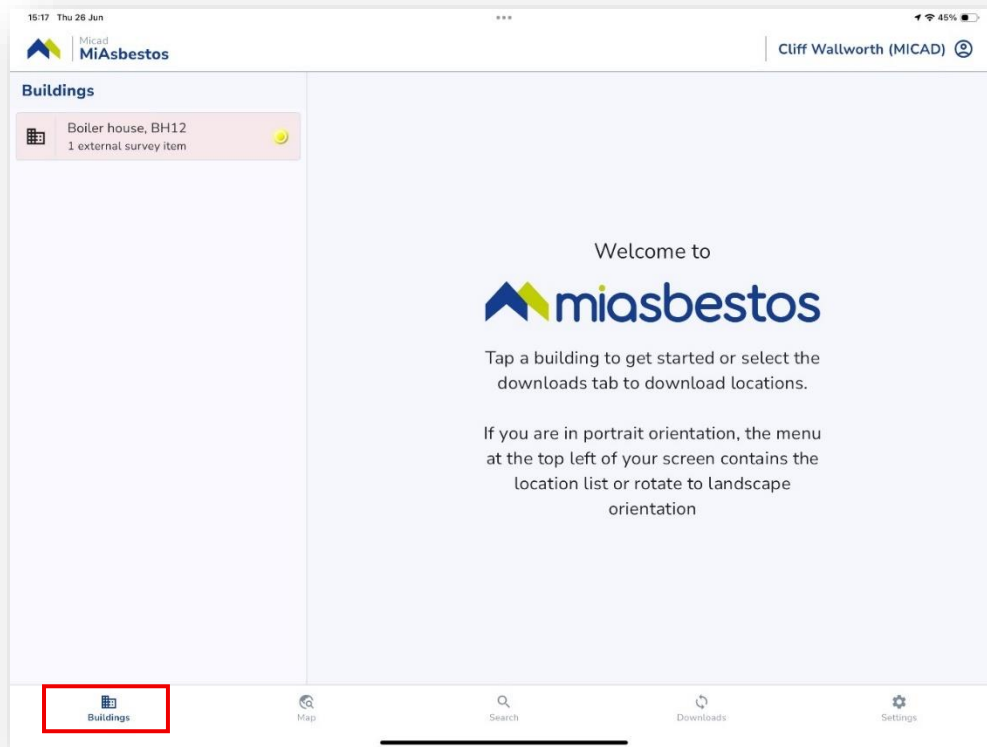 15:17 Thu 26 Jun
45%
Micad
MiAsbestos
Cliff Wallworth (MICAD)
Buildings
Boiler house, BH12
1 external survey item
Welcome to
miasbestos
Tap a building to get started or select the
downloads tab to download locations.
If you are in portrait orientation, the menu
at the top left of your screen contains the
location list or rotate to landscape
orientation
Buildings
Map
Search
Downloads
Settings